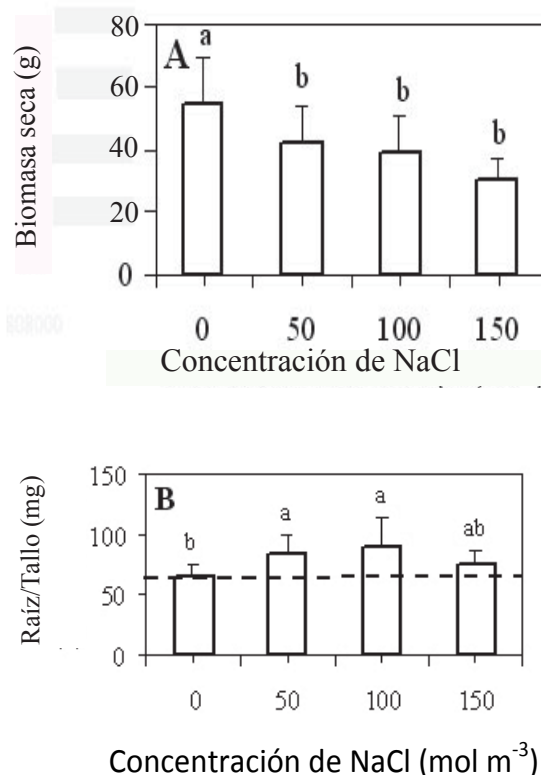 80
A
a
b
b
b
60
40
20
0
Biomasa seca (g)
0 50 100 150
Concentración de NaCl
150
B
b
a
a
ab
100
50
0
Raíz/Tallo (mg)
0 50 100 150
Concentración de NaCl (mol m⁻³)